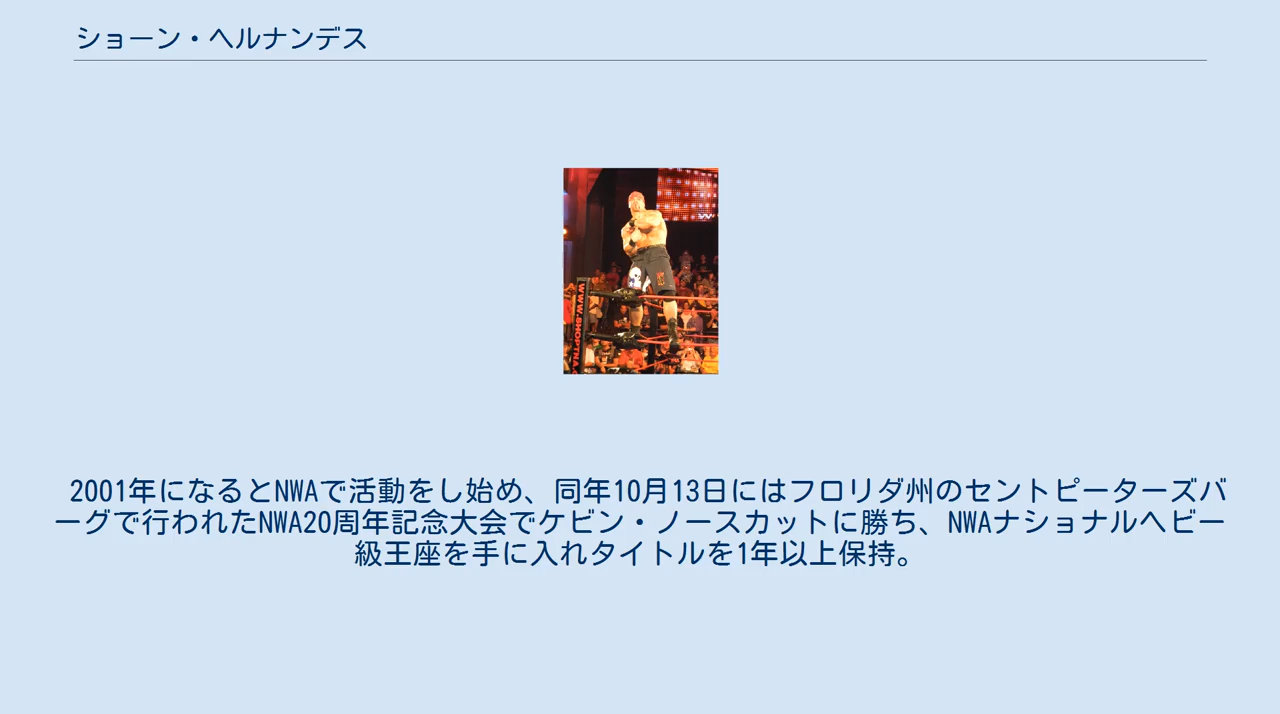 ショーン・ヘルナンデス
WWW.SHOPTNA
2001年になるとNWAで活動をし始め、同年10月13日にはフロリダ州のセントピーターズバ
ーグで行われたNWA20周年記念大会でケビン・ノースカットに勝ち、NWAナショナルヘビー
級王座を手に入れタイトルを1年以上保持。